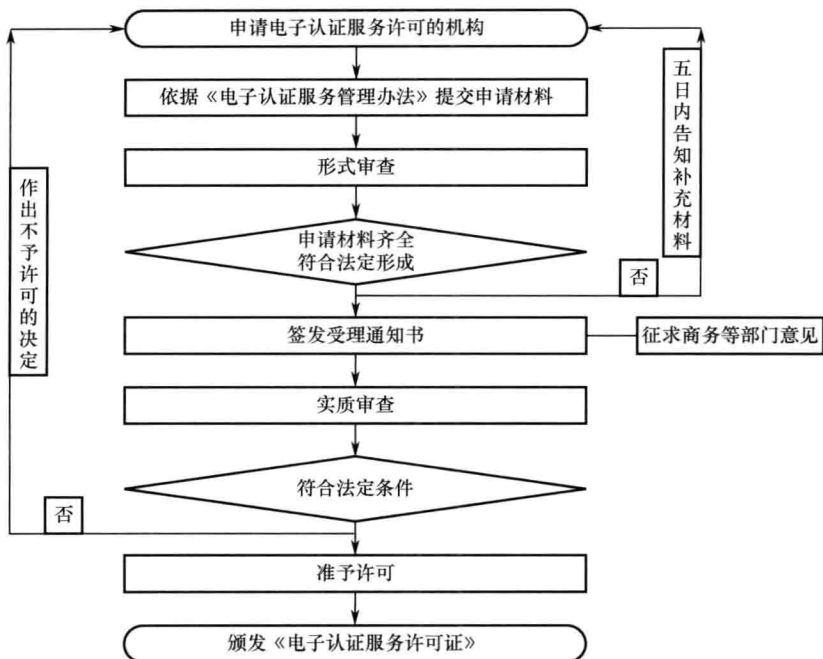 申请电子认证服务许可的机构
依据《电子认证服务管理办法》提交申请材料
五日内告知补充材料
形式审查
作出不予许可的决定
申请材料齐全
符合法定形成
否
签发受理通知书
征求商务等部门意见
实质审查
符合法定条件
否
准予许可
颁发《电子认证服务许可证》